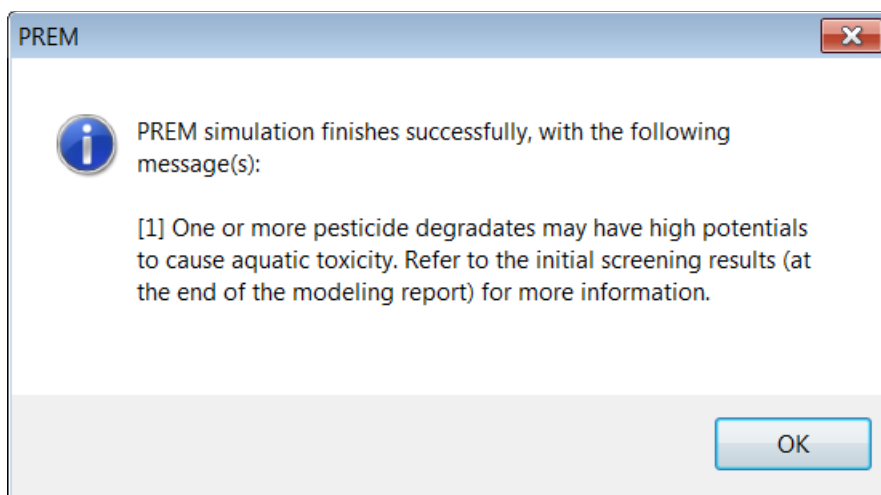 PREM
PREM simulation finishes successfully, with the following
message(s):
[1] One or more pesticide degradates may have high potentials
to cause aquatic toxicity. Refer to the initial screening results (at
the end of the modeling report) for more information.
OK